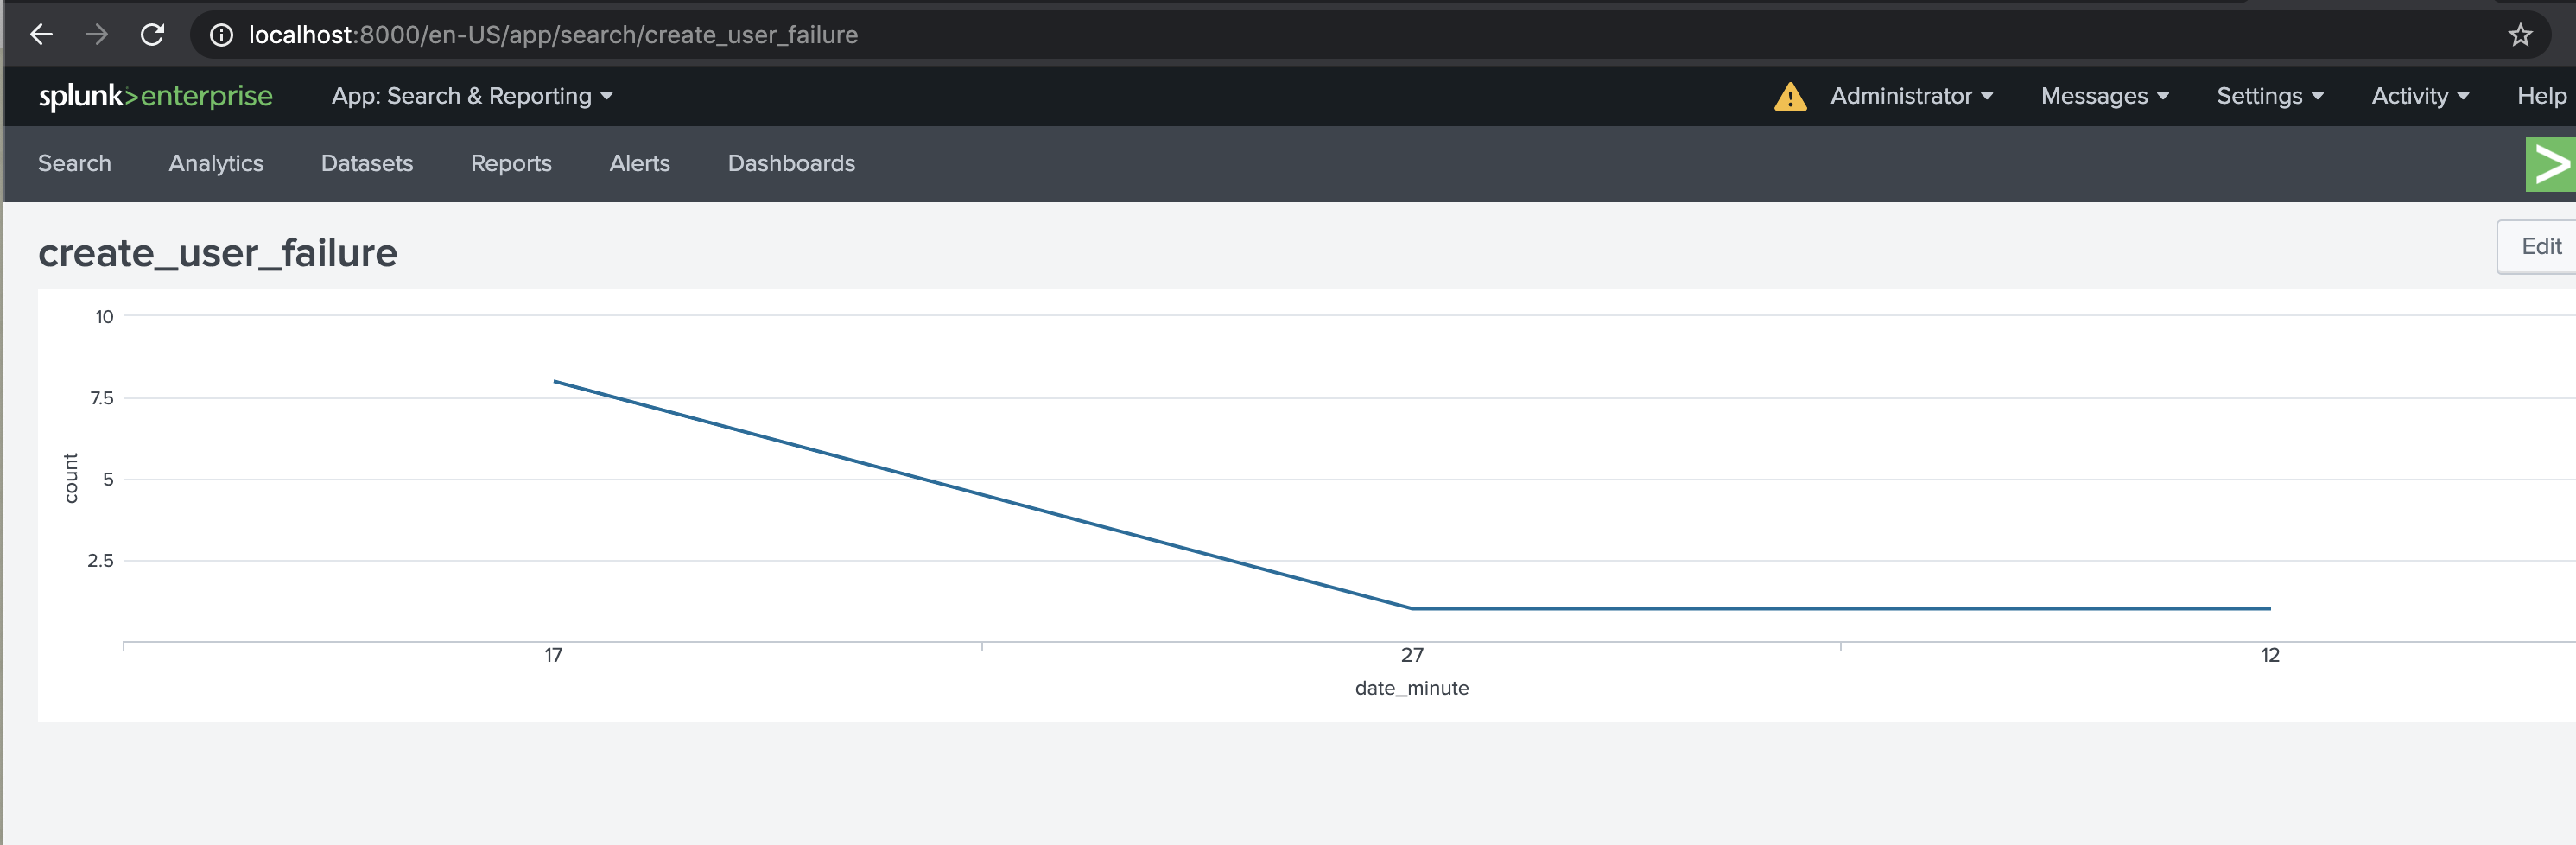 localhost:8000/en-US/app/search/create_user_failure
splunk>enterprise App: Search & Reporting Administrator Messages Settings Activity Help
Search Analytics Datasets Reports Alerts Dashboards
create_user_failure
Edit
10
7.5
5
2.5
count
17 27 12
date_minute